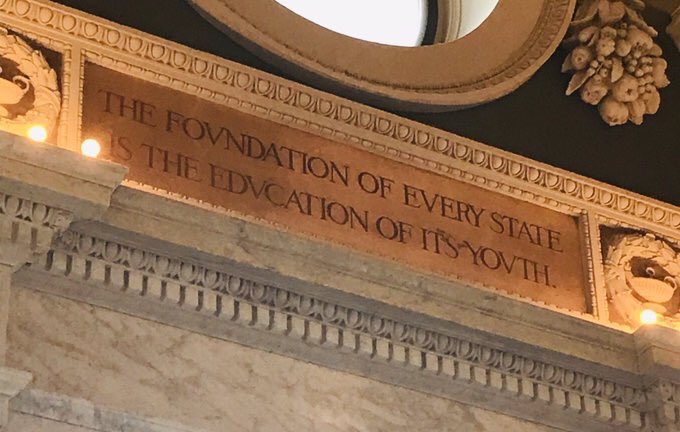 THE FOVNDATION OF EVERY STATE
IS THE EDVCATION OF ITS YOVTH.